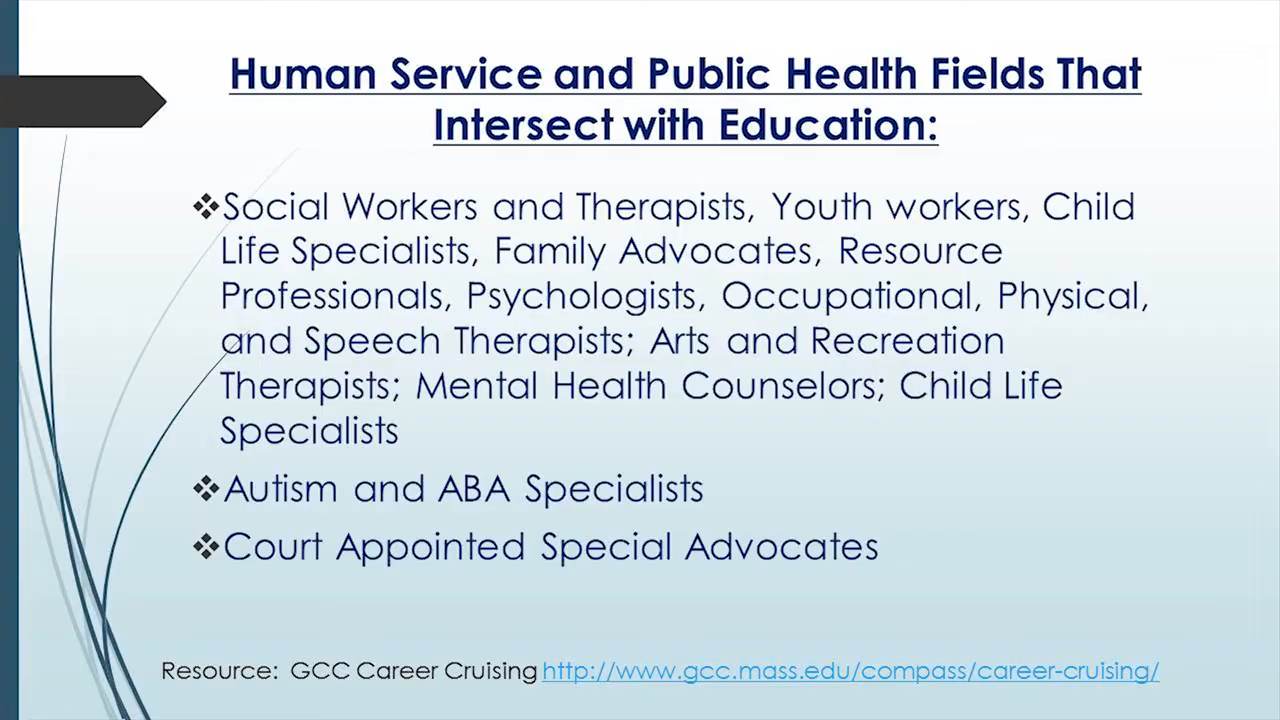 Human Service and Public Health Fields That
Intersect with Education:
❖Social Workers and Therapists, Youth workers, Child
Life Specialists, Family Advocates, Resource
Professionals, Psychologists, Occupational, Physical,
and Speech Therapists; Arts and Recreation
Therapists; Mental Health Counselors; Child Life
Specialists
❖Autism and ABA Specialists
❖Court Appointed Special Advocates
Resource: GCC Career Cruising http://www.gcc.mass.edu/compass/career-cruising/